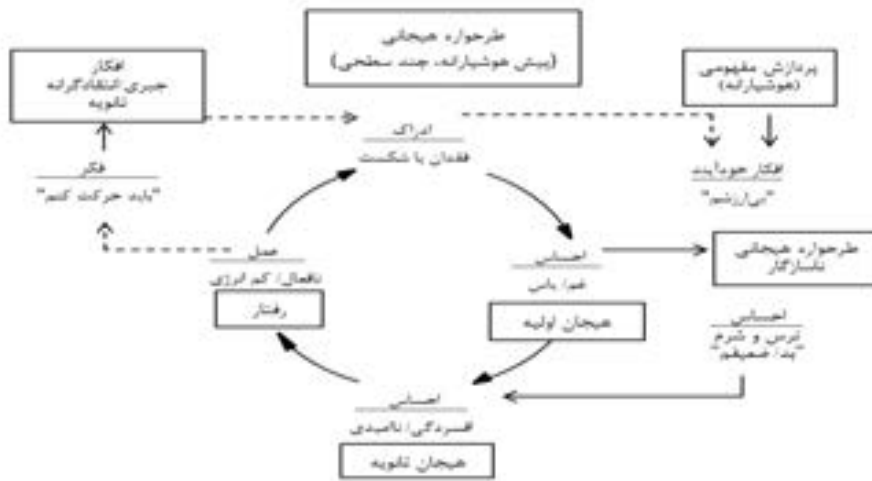 طرحواره هیجانی
(پیش هوشیارانه، چند سطحی)
پردازش مفهومی
(هوشیارانه)
افکار
جبری/انتقادگرانه
ثانویه
ادراک
فقدان یا شکست
افکار خودآیند
"بی‌ارزشم"
فکر
"باید حرکت کنم"
عمل
نافعال/ کم انرژی
رفتار
احساس
غم/ یاس
هیجان اولیه
طرحواره هیجانی
ناسازگار
احساس
ترس و شرم
"بد/ ضعیفم"
احساس
افسردگی/ ناامیدی
هیجان ثانویه